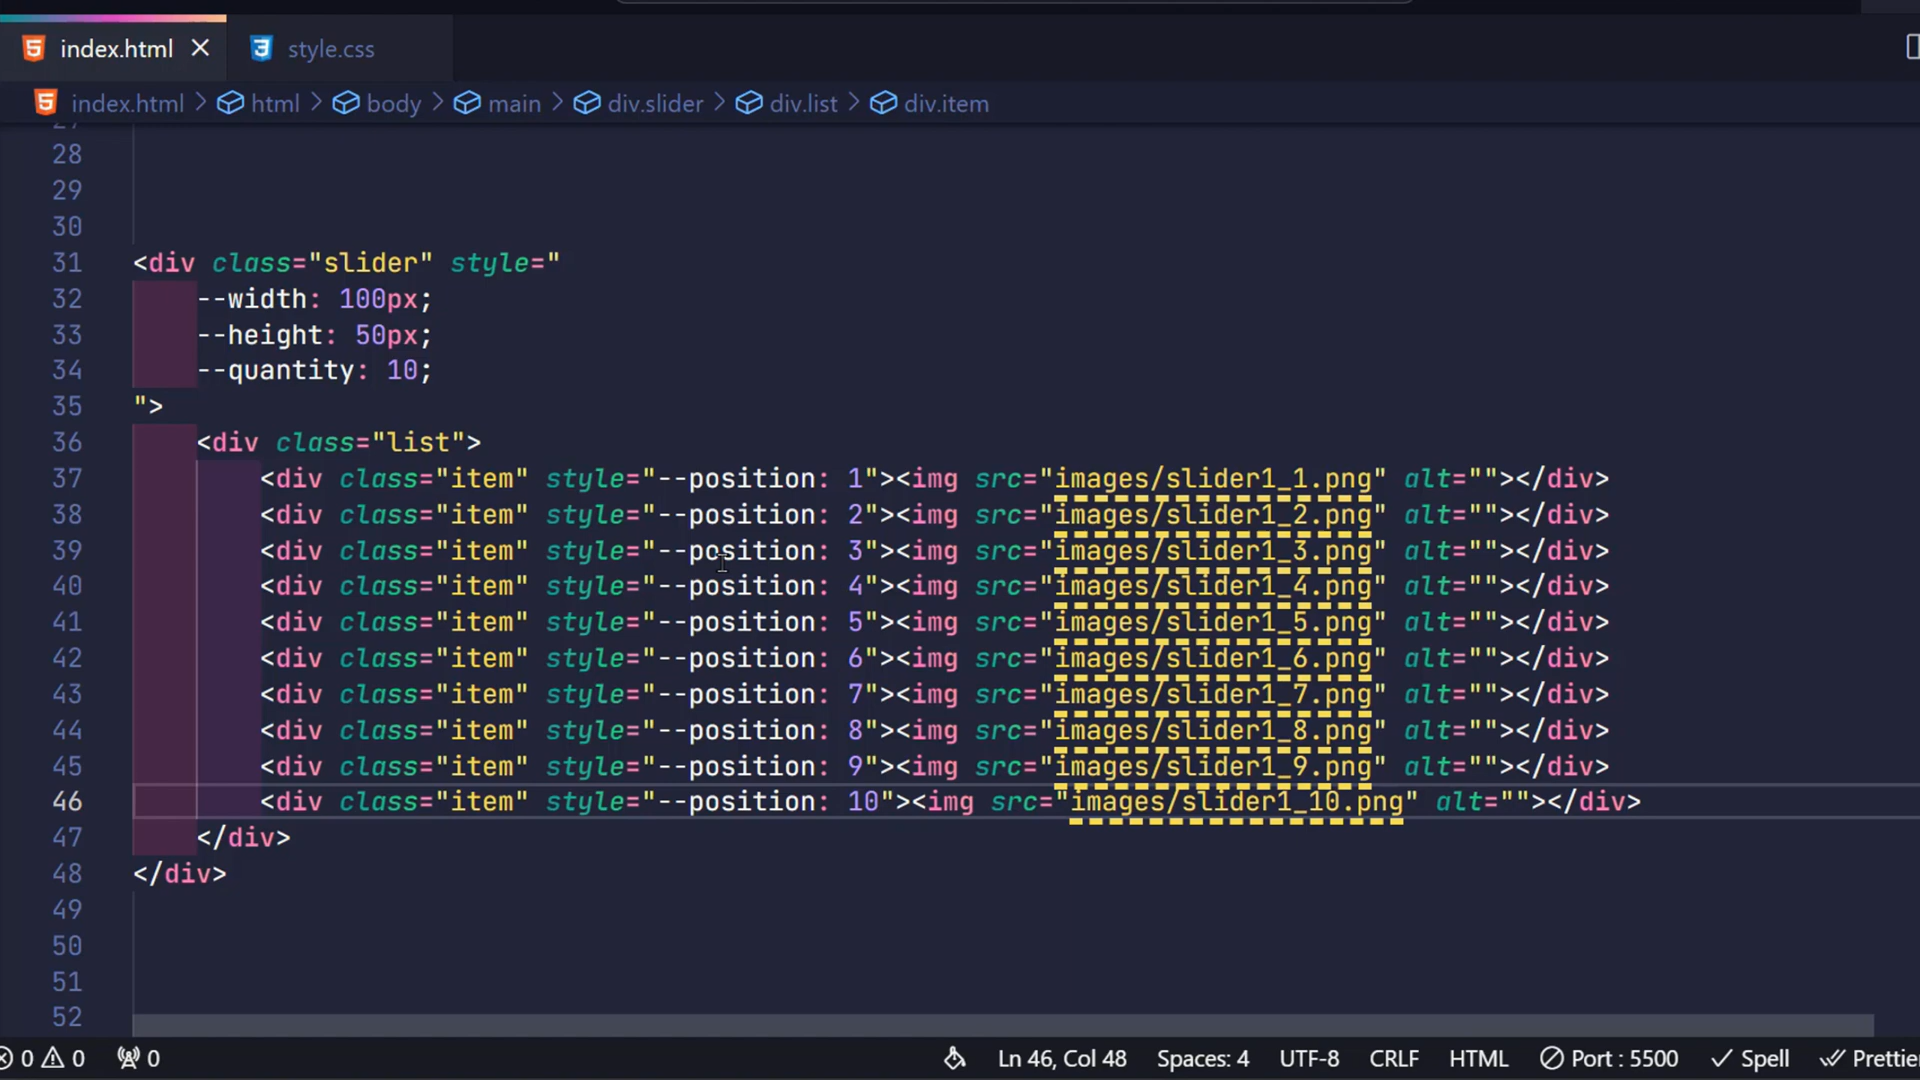 index.html
style.css
index.html > html > body > main > div.slider > div.list > div.item
27
28
29
30
31 <div class="slider" style="
32     --width: 100px;
33     --height: 50px;
34     --quantity: 10;
35 ">
36     <div class="list">
37         <div class="item" style="--position: 1"><img src="images/slider1_1.png" alt=""></div>
38         <div class="item" style="--position: 2"><img src="images/slider1_2.png" alt=""></div>
39         <div class="item" style="--position: 3"><img src="images/slider1_3.png" alt=""></div>
40         <div class="item" style="--position: 4"><img src="images/slider1_4.png" alt=""></div>
41         <div class="item" style="--position: 5"><img src="images/slider1_5.png" alt=""></div>
42         <div class="item" style="--position: 6"><img src="images/slider1_6.png" alt=""></div>
43         <div class="item" style="--position: 7"><img src="images/slider1_7.png" alt=""></div>
44         <div class="item" style="--position: 8"><img src="images/slider1_8.png" alt=""></div>
45         <div class="item" style="--position: 9"><img src="images/slider1_9.png" alt=""></div>
46         <div class="item" style="--position: 10"><img src="images/slider1_10.png" alt=""></div>
47     </div>
48 </div>
49
50
51
52
0 0 0 Ln 46, Col 48 Spaces: 4 UTF-8 CRLF HTML Port : 5500 Spell Prettier